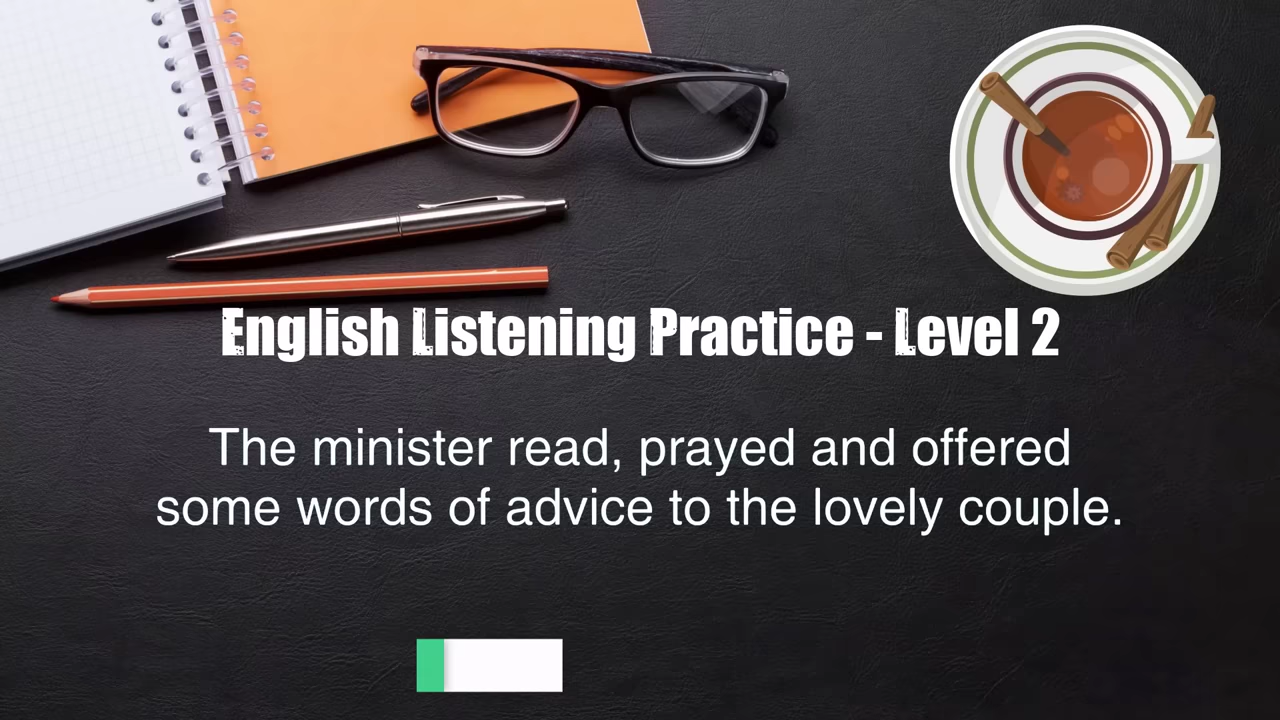 English Listening Practice - Level 2
The minister read, prayed and offered
some words of advice to the lovely couple.